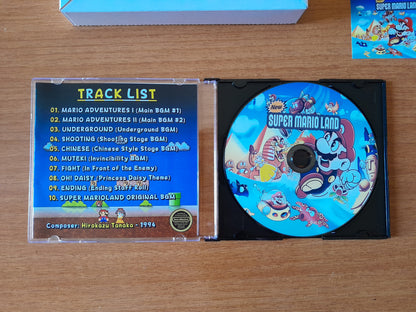 SUPER MARIO LAND
TRACK LIST
01. MARIO ADVENTURES I (Main BGM #1)
02. MARIO ADVENTURES II (Main BGM #2)
03. UNDERGROUND (Underground BGM)
04. SHOOTING (Shooting Stage BGM)
05. CHINESE (Chinese Style Stage BGM)
06. MUTEKI (Invincibility BGM)
07. FIGHT (In Front of the Enemy)
08. OH! DAISY (Princess Daisy Theme)
09. ENDING (Ending Staff Roll)
10. SUPER MARIOLAND ORIGINAL BGM
Composer: Hirokazu Tanaka - 1994
New
SUPER MARIO LAND